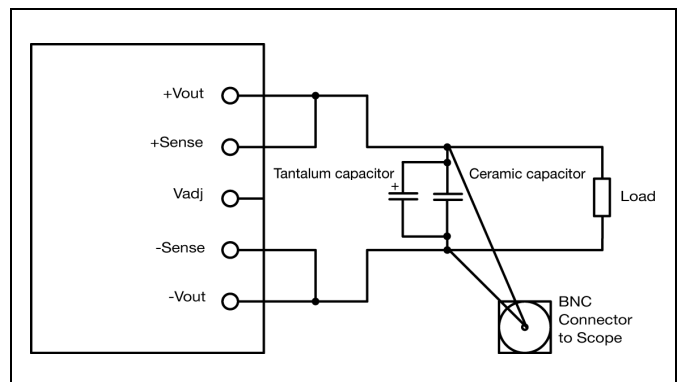 +Vout
+Sense
Vadj
-Sense
-Vout
Tantalum capacitor
+
Ceramic capacitor
Load
BNC
Connector
to Scope